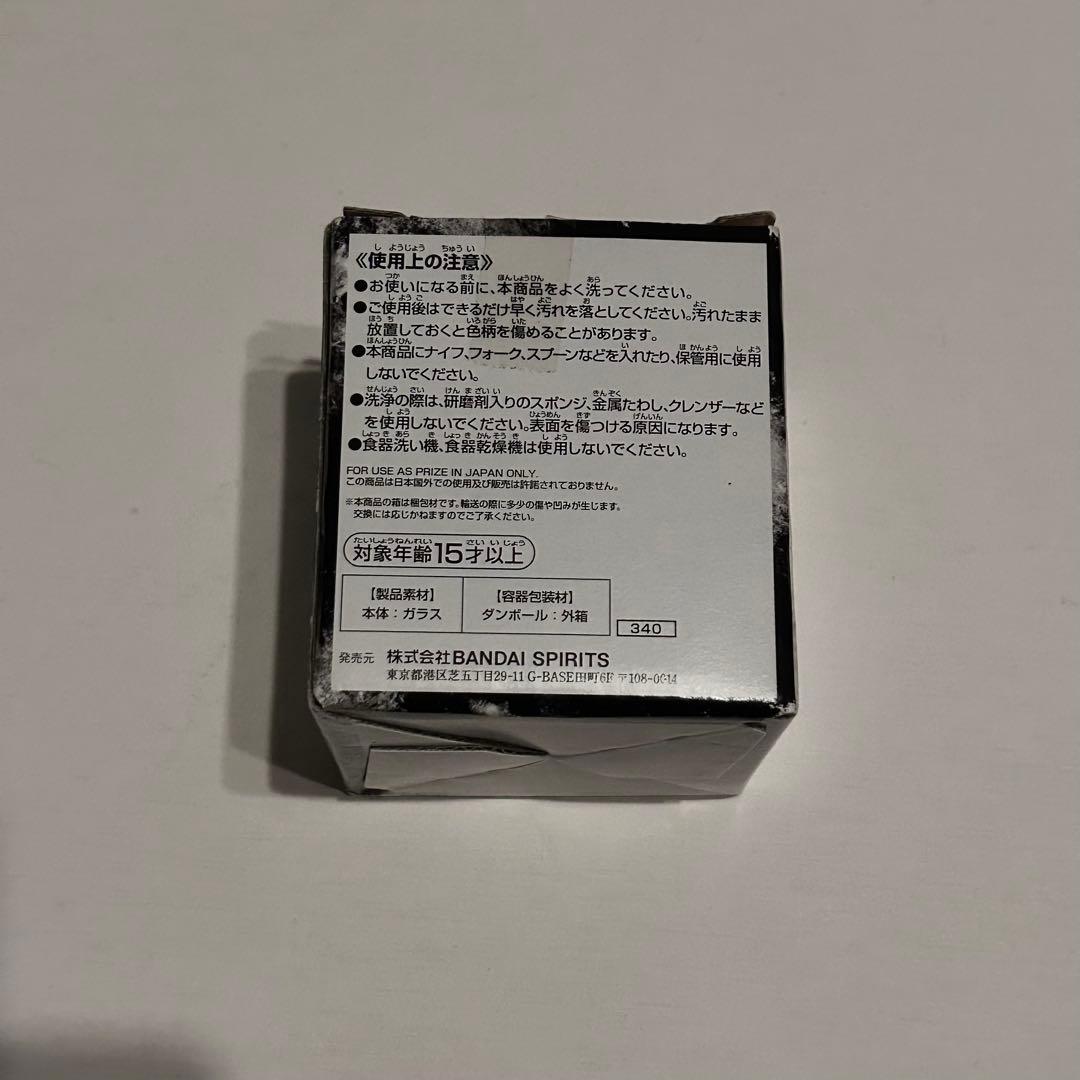 《使用上の注意》
●お使いになる前に、本商品をよく洗ってください。
●ご使用後はできるだけ早く汚れを落としてください。汚れたまま
放置しておくと色柄を傷めることがあります。
●本商品にナイフ、フォーク、スプーンなどを入れたり、保管用に使用
しないでください。
●洗浄の際は、研磨剤入りのスポンジ、金属たわし、クレンザーなど
を使用しないでください。表面を傷つける原因になります。
●食器洗い機、食器乾燥機は使用しないでください。
FOR USE AS PRIZE IN JAPAN ONLY.
この商品は日本国外での使用及び販売は許諾されておりません。
※本商品の箱は梱包材です。輸送の際に多少の傷や凹みが生じます。
交換には応じかねますのでご了承ください。
対象年齢15才以上
【製品素材】 【容器包装材】
本体：ガラス ダンボール：外箱
340
発売元 株式会社BANDAI SPIRITS
東京都港区芝五丁目29-11 G-BASE田町6F 〒108-0014